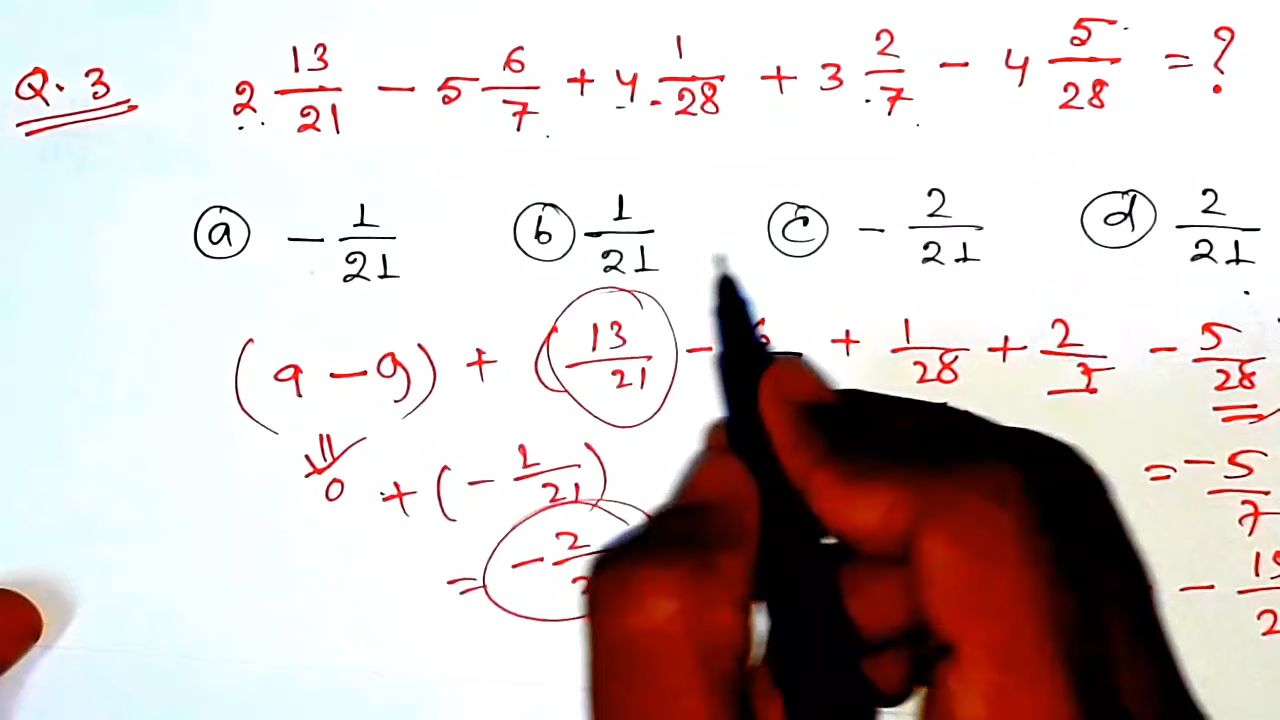 Q. 3 2 13/21 - 5 6/7 + 4 1/28 + 3 2/7 - 4 5/28 = ?
a - 1/21 b 1/21 c - 2/21 d 2/21
(9 - 9) + (13/21 - + 1/28 + 2/7 - 5/28
|| 0 + (- 2/21) = -5/7
= - 2 -